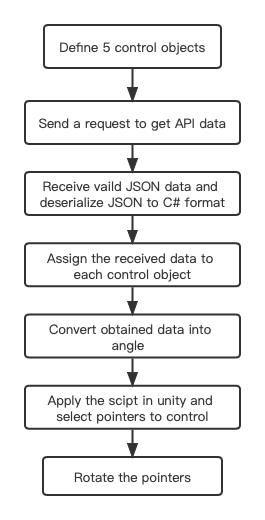 Define 5 control objects
Send a request to get API data
Receive vaild JSON data and
deserialize JSON to C# format
Assign the received data to
each control object
Convert obtained data into
angle
Apply the scipt in unity and
select pointers to control
Rotate the pointers